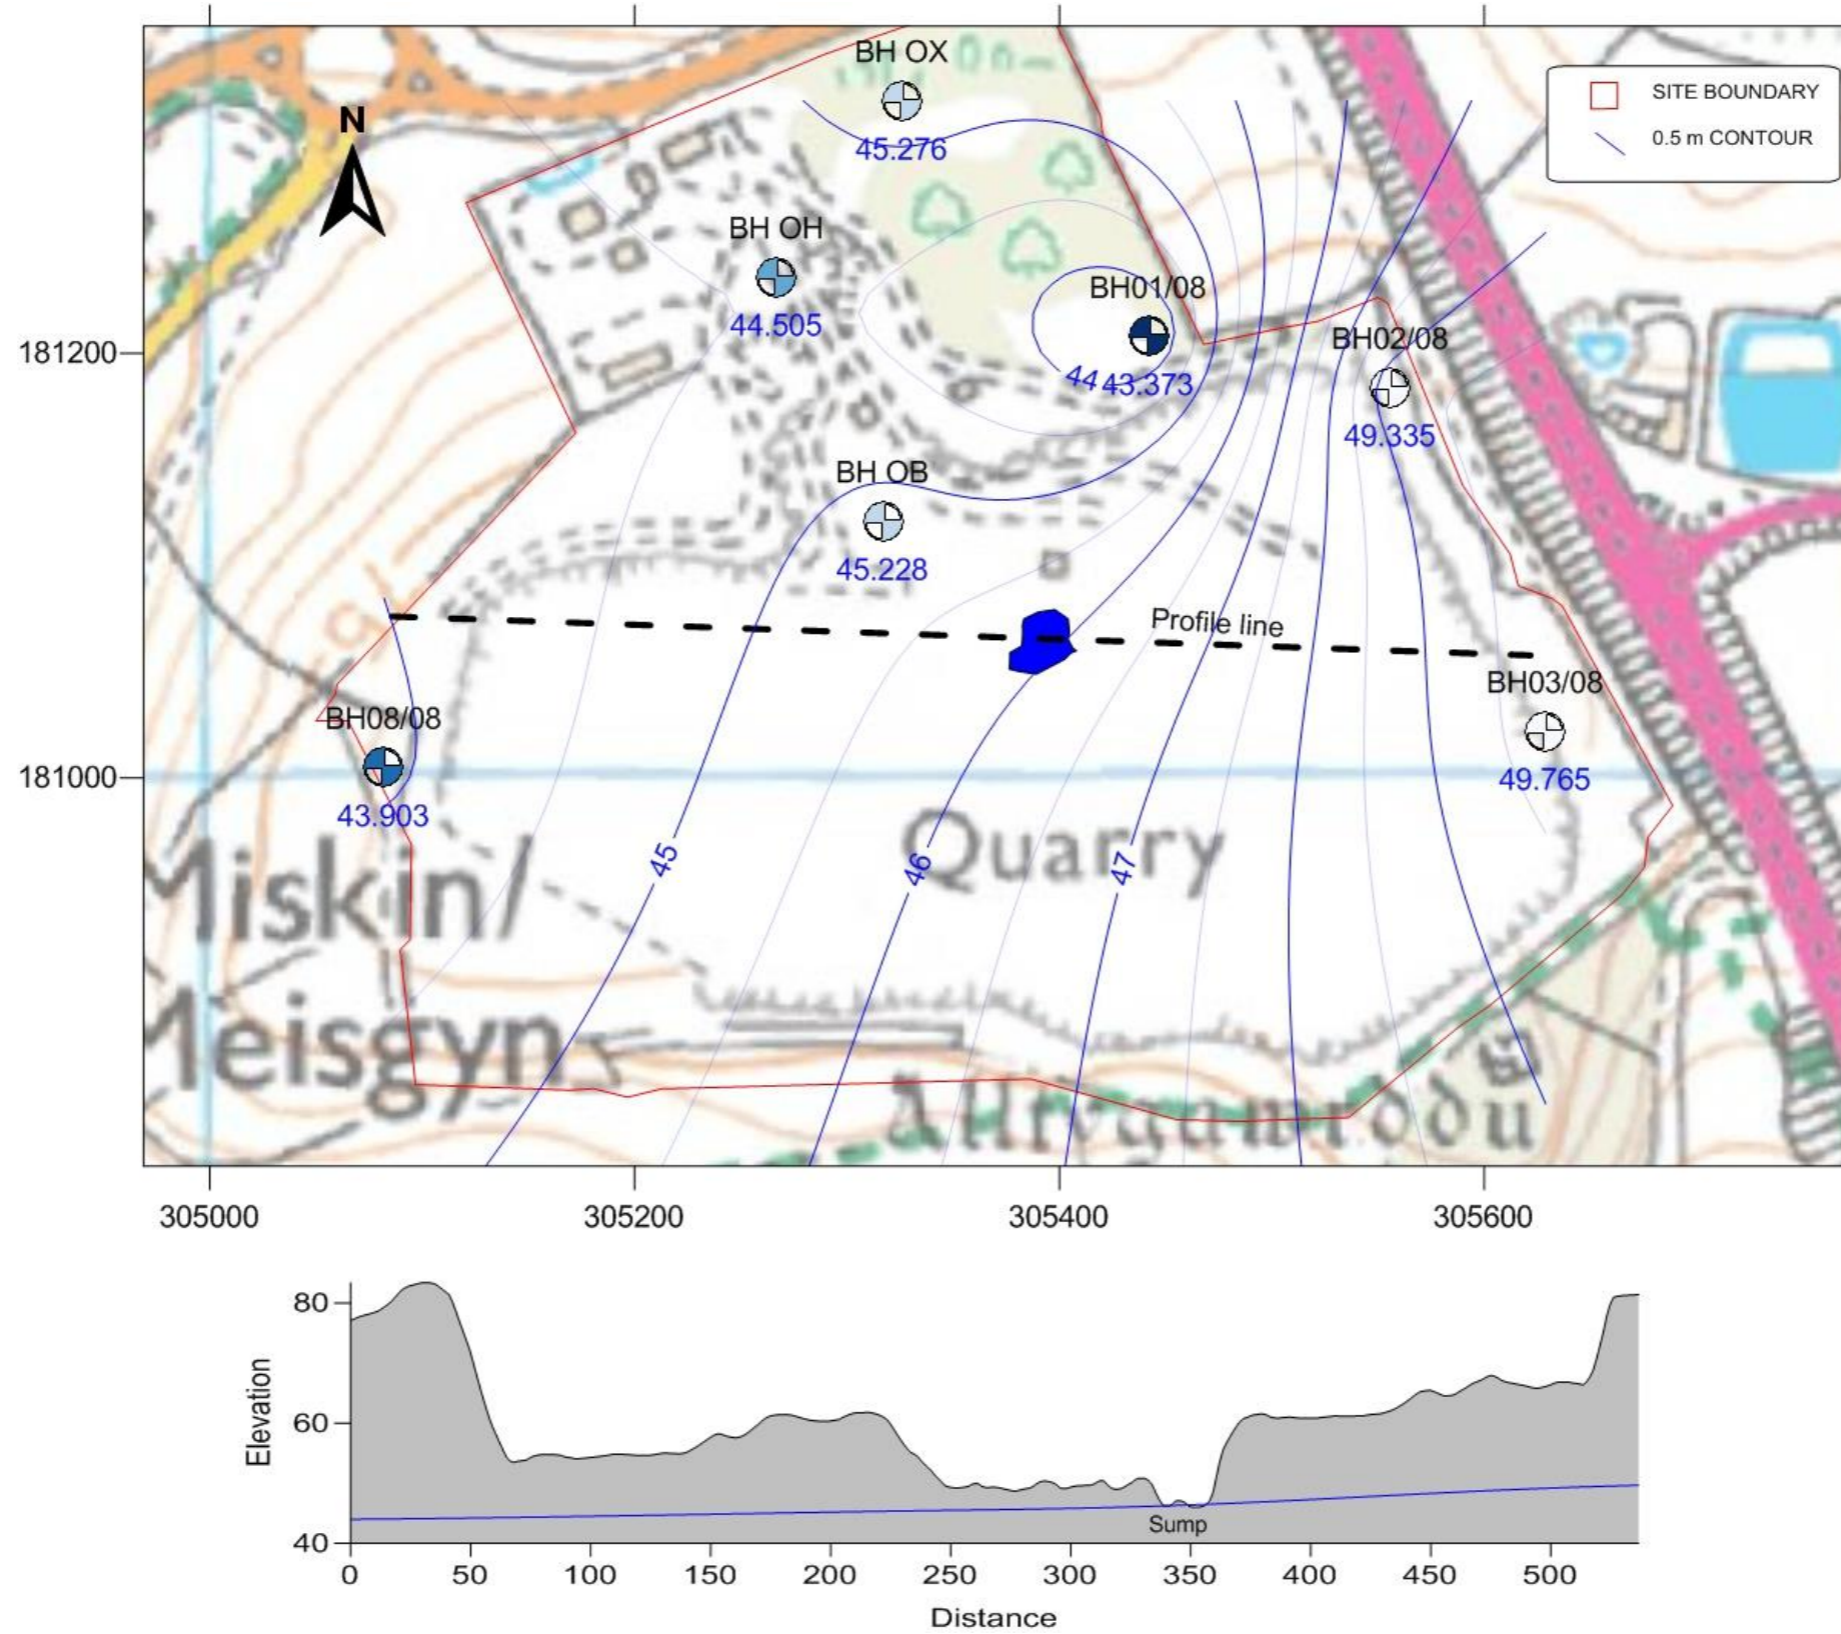 BH OX
SITE BOUNDARY
N
0.5 m CONTOUR
45.276
BH OH
BH01/08
44.505
BH02/08
181200
44
43.373
49.335
BH OB
45.228
Profile line
BH03/08
BH08/08
181000
49.765
43.903
Quarry
45
46
47
Miskin/
Meisgyn
305000
305200
305400
305600
80
60
40
Elevation
Sump
0 50 100 150 200 250 300 350 400 450 500
Distance